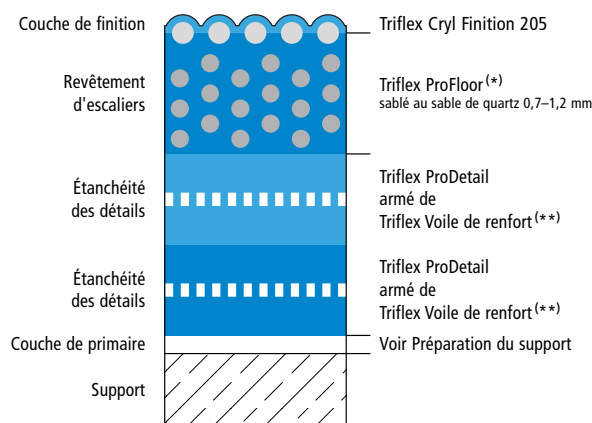 Couche de finition
Triflex Cryl Finition 205
Revêtement
d'escaliers
Triflex ProFloor(*)
sablé au sable de quartz 0,7–1,2 mm
Étanchéité
des détails
Triflex ProDetail
armé de
Triflex Voile de renfort(**)
Étanchéité
des détails
Triflex ProDetail
armé de
Triflex Voile de renfort(**)
Couche de primaire
Voir Préparation du support
Support